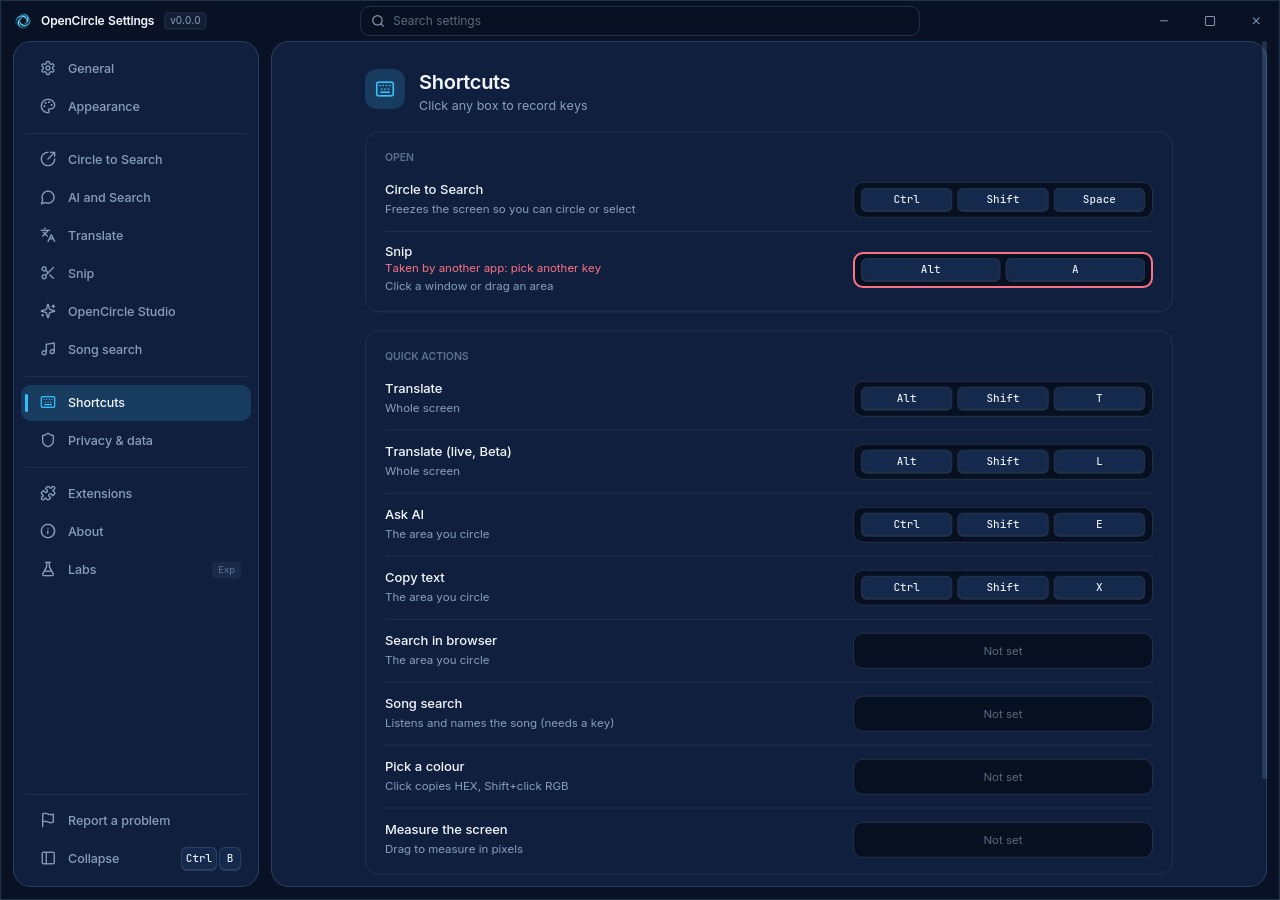 OpenCircle Settings v0.0.0
Search settings
General
Appearance
Circle to Search
AI and Search
Translate
Snip
OpenCircle Studio
Song search
Shortcuts
Privacy & data
Extensions
About
Labs Exp
Report a problem
Collapse Ctrl B
Shortcuts
Click any box to record keys
OPEN
Circle to Search
Freezes the screen so you can circle or select
Ctrl Shift Space
Snip
Taken by another app: pick another key
Click a window or drag an area
Alt A
QUICK ACTIONS
Translate
Whole screen
Alt Shift T
Translate (live, Beta)
Whole screen
Alt Shift L
Ask AI
The area you circle
Ctrl Shift E
Copy text
The area you circle
Ctrl Shift X
Search in browser
The area you circle
Not set
Song search
Listens and names the song (needs a key)
Not set
Pick a colour
Click copies HEX, Shift+click RGB
Not set
Measure the screen
Drag to measure in pixels
Not set